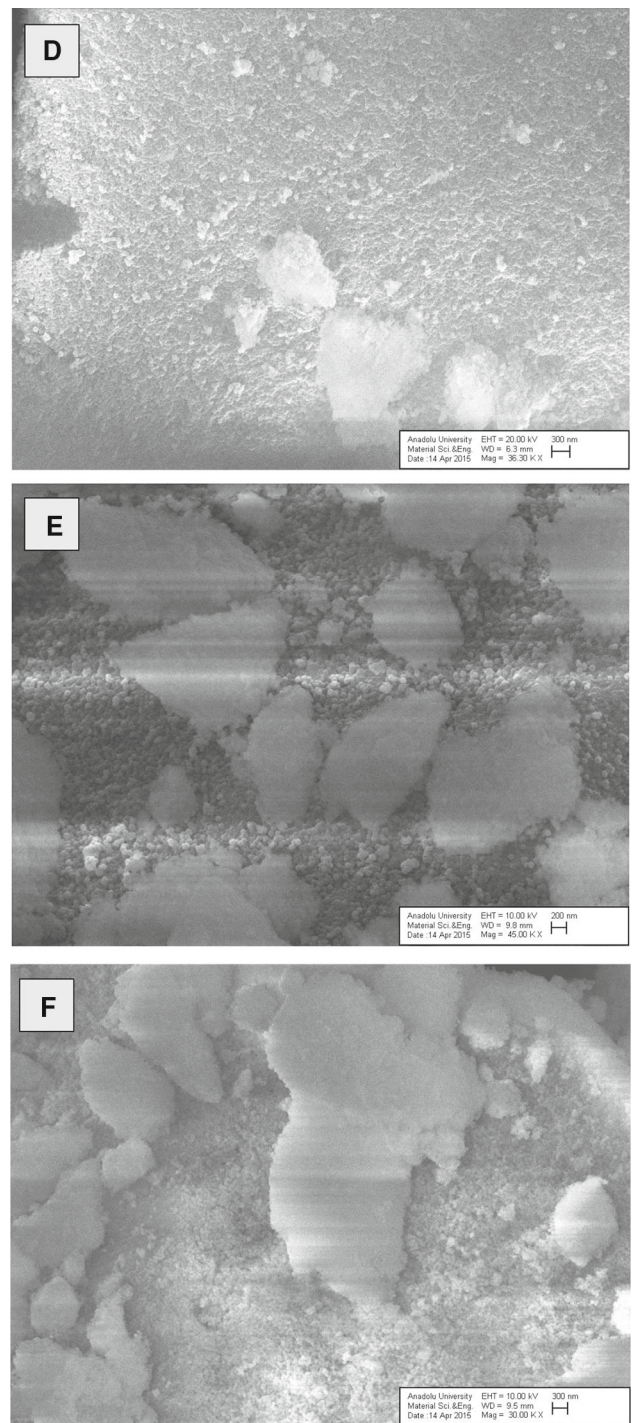 D
Anadolu University EHT = 20.00 kV 300 nm
Material Sci.&Eng. WD = 6.3 mm
Date :14 Apr 2015 Mag = 36.30 K X
E
Anadolu University EHT = 10.00 kV 200 nm
Material Sci.&Eng. WD = 9.8 mm
Date :14 Apr 2015 Mag = 45.00 K X
F
Anadolu University EHT = 10.00 kV 300 nm
Material Sci.&Eng. WD = 9.5 mm
Date :14 Apr 2015 Mag = 30.00 K X